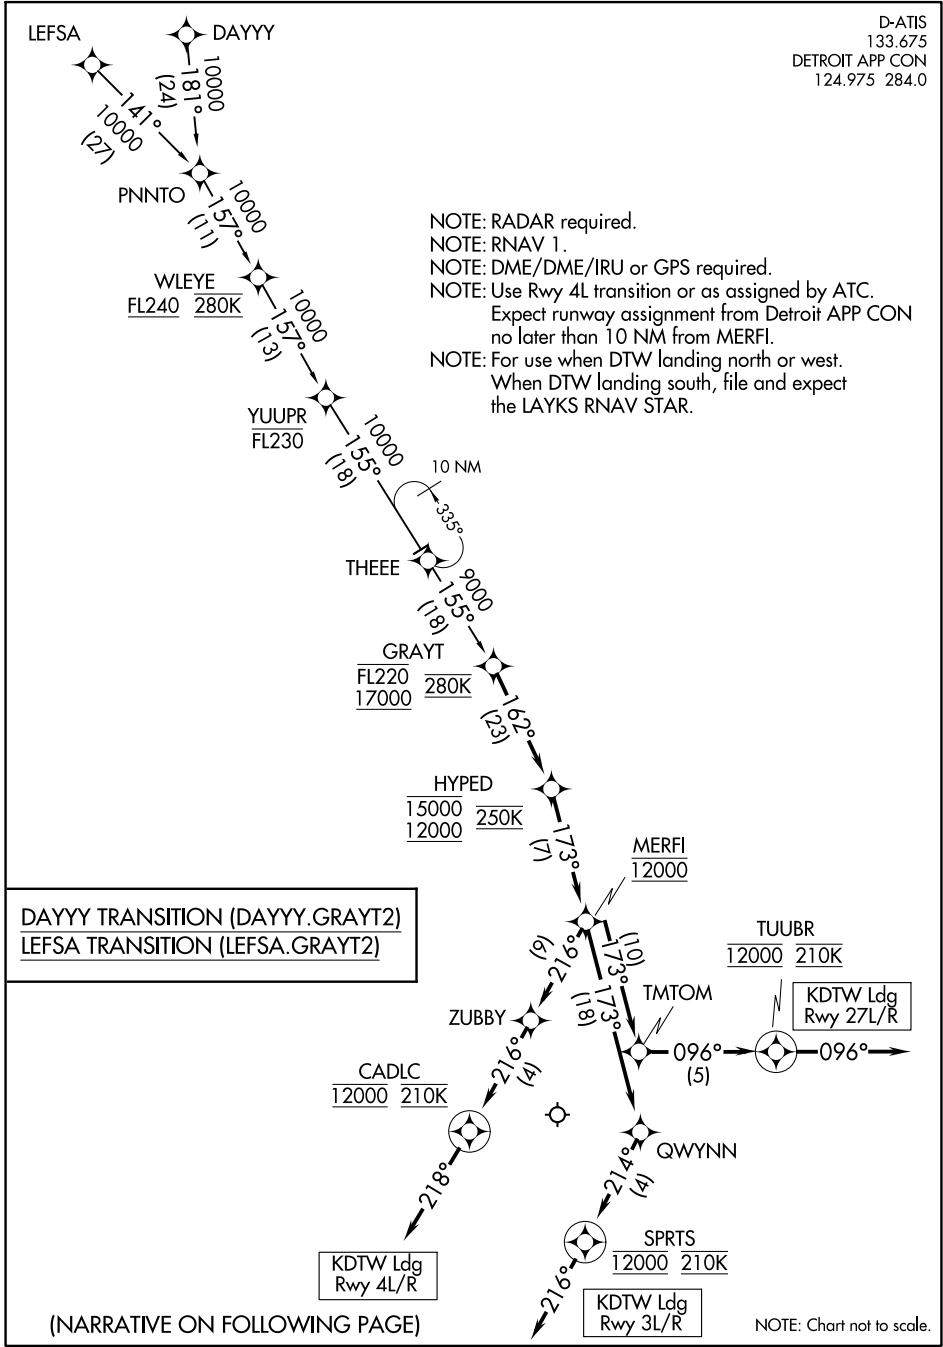 D-ATIS
133.675
DETROIT APP CON
124.975 284.0
LEFSA
DAYYY
10000
181°
(24)
141°
10000
(27)
PNNTO
10000
157°
(11)
WLEYE
FL240 280K
10000
157°
(13)
YUUPR
FL230
10000
155°
(18)
10 NM
335°
THEEE
9000
155°
(18)
NOTE: RADAR required.
NOTE: RNAV 1.
NOTE: DME/DME/IRU or GPS required.
NOTE: Use Rwy 4L transition or as assigned by ATC.
Expect runway assignment from Detroit APP CON
no later than 10 NM from MERFI.
NOTE: For use when DTW landing north or west.
When DTW landing south, file and expect
the LAYKS RNAV STAR.
GRAYT
FL220
17000
280K
162°
(23)
HYPED
15000
12000
250K
173°
(7)
MERFI
12000
DAYYY TRANSITION (DAYYY.GRAYT2)
LEFSA TRANSITION (LEFSA.GRAYT2)
(9)
216°
(10)
173°
173°
(18)
TUUBR
12000 210K
KDTW Ldg
Rwy 27L/R
TMTOM
096°
(5)
096°
ZUBBY
216°
(4)
CADLC
12000 210K
218°
KDTW Ldg
Rwy 4L/R
QWYNN
214°
(4)
SPRTS
12000 210K
216°
KDTW Ldg
Rwy 3L/R
(NARRATIVE ON FOLLOWING PAGE)
NOTE: Chart not to scale.